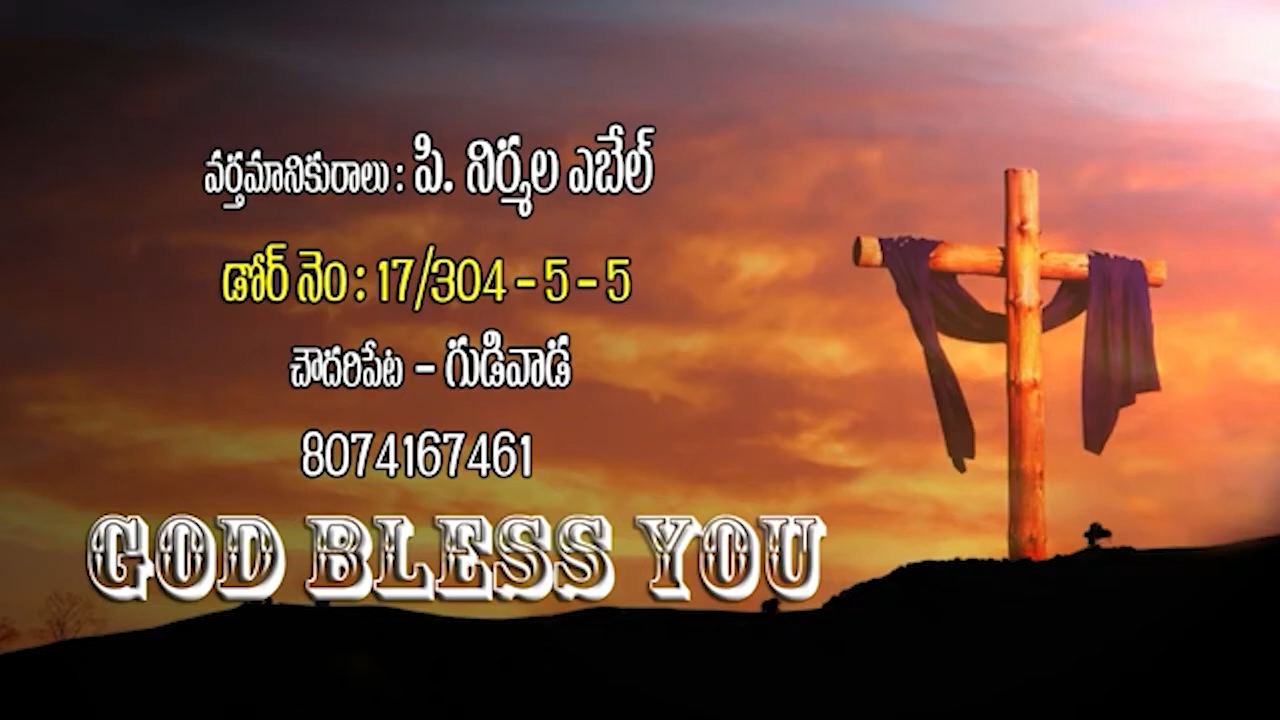 వర్తమానికురాలు : పి. నిర్మల ఎబేల్
డోర్ నెం : 17/304 - 5 - 5
చౌదరిపేట - గుడివాడ
8074167461
GOD BLESS YOU